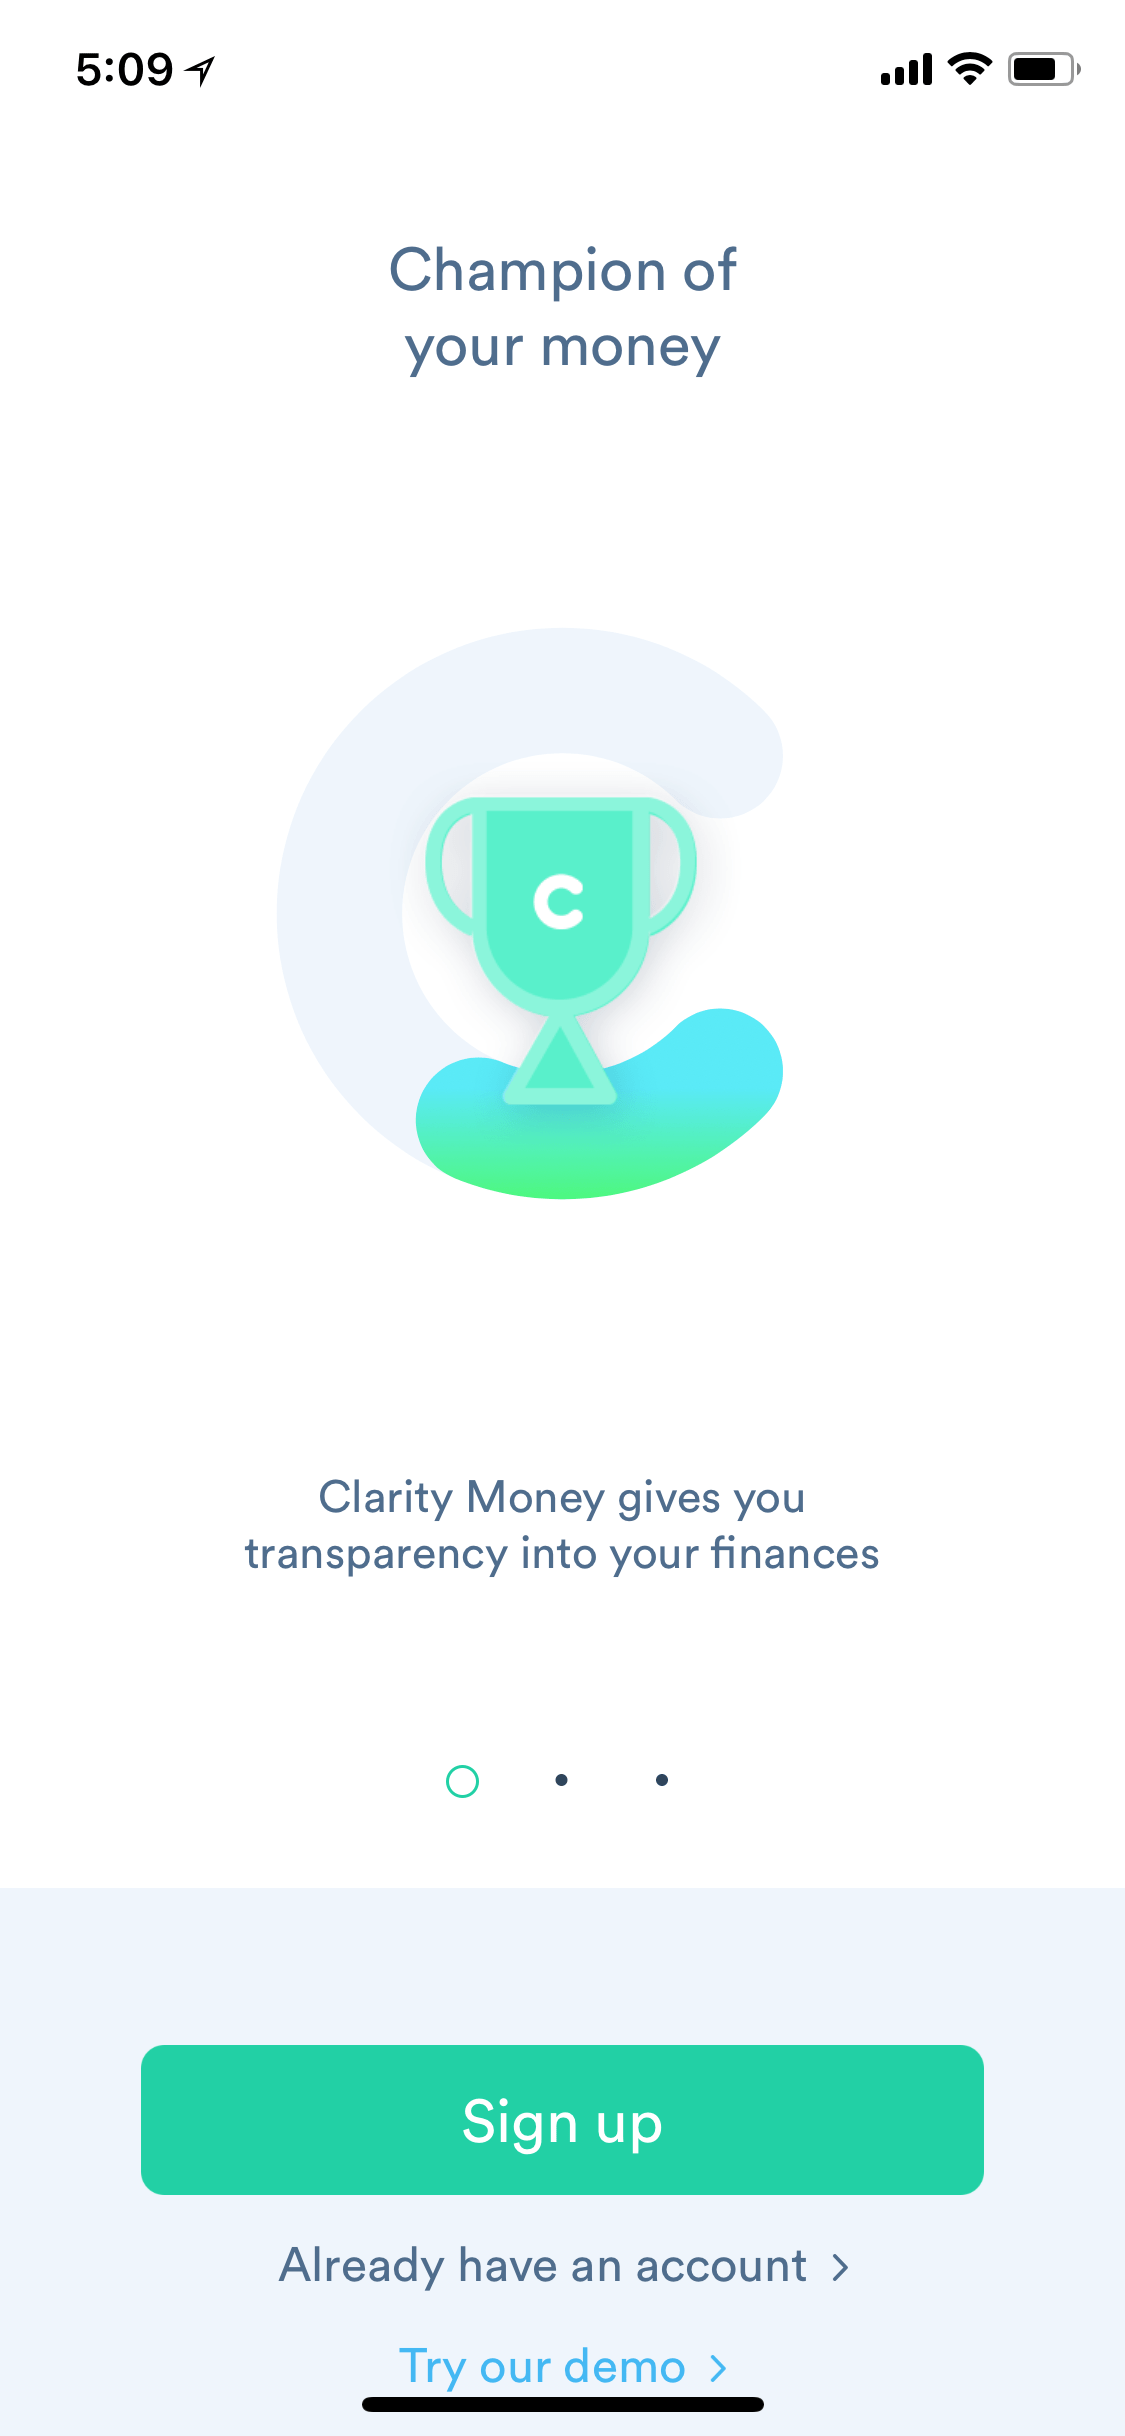 5:09
Champion of
your money
C
Clarity Money gives you
transparency into your finances
Sign up
Already have an account
Try our demo